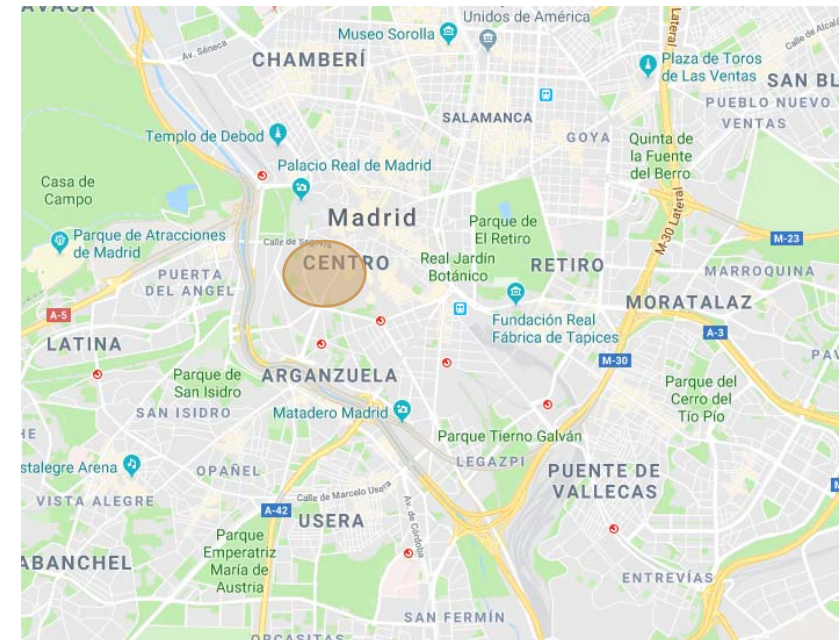 AVACA
Unidos de América
Museo Sorolla
Lateral
Calle de Alcalá
Av. Séneca
CHAMBERÍ
Plaza de Toros
de Las Ventas
SAN BL
PUEBLO NUEVO
VENTAS
SALAMANCA
GOYA
Templo de Debod
Quinta de
la Fuente
del Berro
Palacio Real de Madrid
Casa de
Campo
Madrid
Parque de
El Retiro
M-30 Lateral
Parque de Atracciones
de Madrid
Calle de Segovia
M-23
CENTRO
Real Jardín
Botánico
RETIRO
PUERTA
DEL ANGEL
MARROQUINA
MORATALAZ
A-5
Fundación Real
Fábrica de Tapices
A-3
LATINA
M-30
PAV
Parque de
San Isidro
ARGANZUELA
Parque del
Cerro del
Tío Pío
SAN ISIDRO
Matadero Madrid
Parque Tierno Galván
HE
LEGAZPI
stalegre Arena
OPAÑEL
PUENTE DE
VALLECAS
VISTA ALEGRE
Calle de Marcelo Usera
M
A-42
USERA
Av. de Córdoba
Parque
Emperatriz
María de
Austria
ABANCHEL
ENTREVÍAS
SAN FERMÍN
ORCASITAS